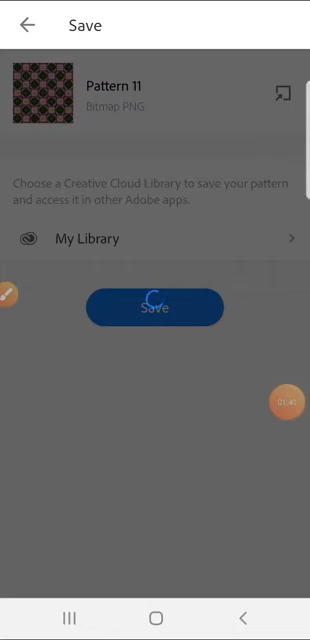 Save
Pattern 11
Bitmap PNG
Choose a Creative Cloud Library to save your pattern
and access it in other Adobe apps.
My Library
Save
01:40